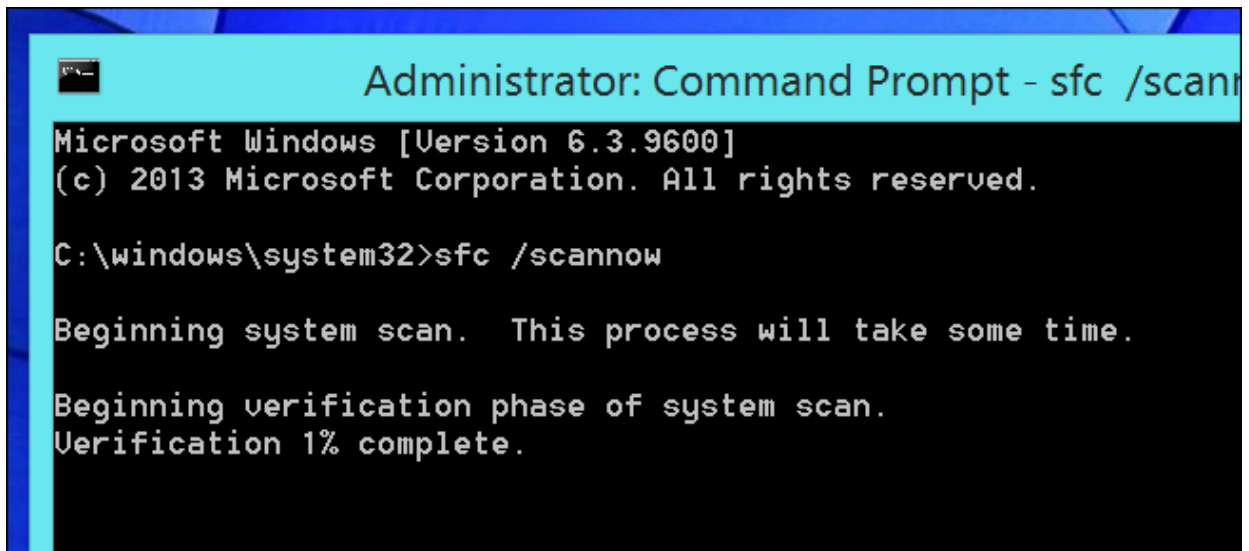 Administrator: Command Prompt - sfc  /scann
Microsoft Windows [Version 6.3.9600]
(c) 2013 Microsoft Corporation. All rights reserved.
C:\windows\system32>sfc /scannow
Beginning system scan.  This process will take some time.
Beginning verification phase of system scan.
Verification 1% complete.